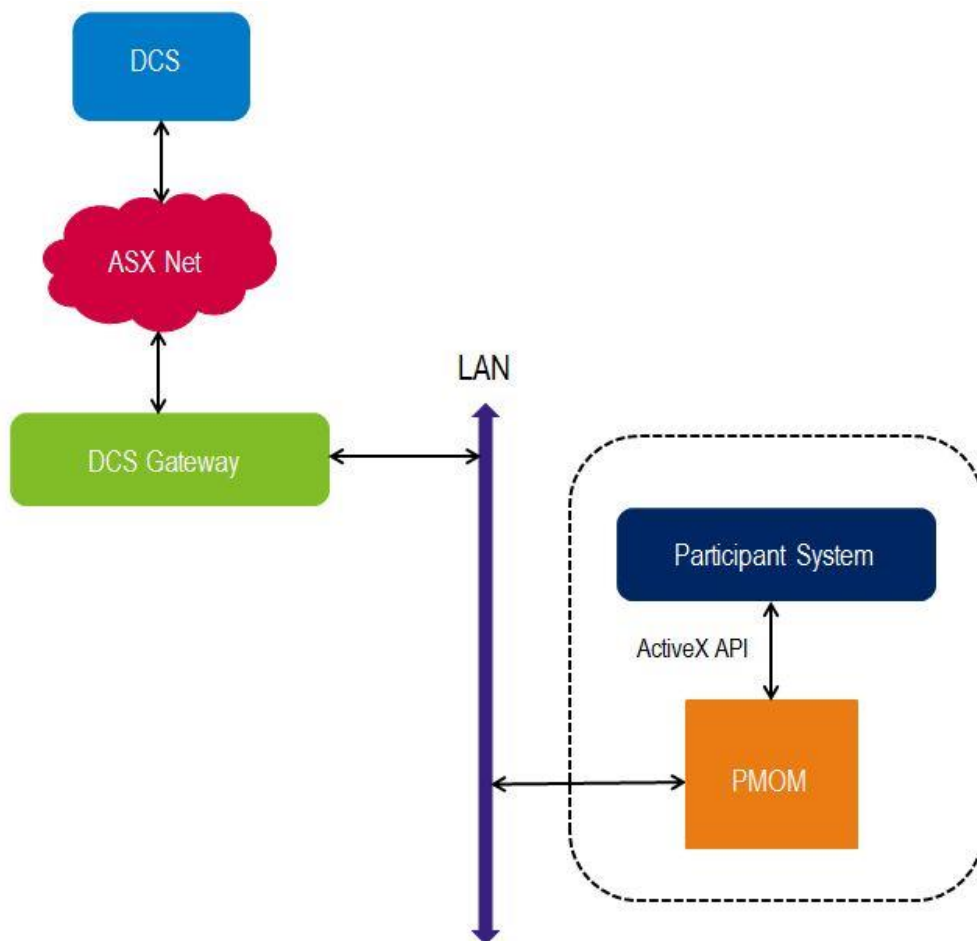 DCS
ASX Net
LAN
DCS Gateway
Participant System
ActiveX API
PMOM